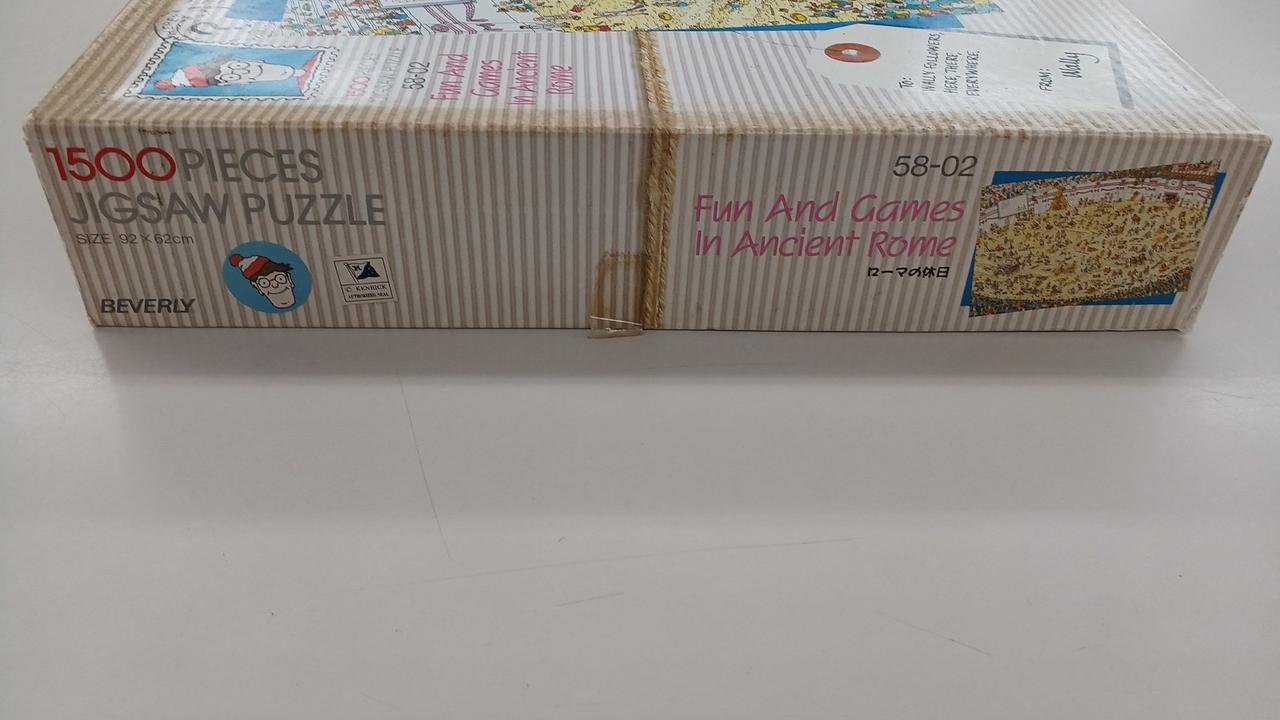 1500 PIECES
58-02
Fun And
Games
In Ancient
Rome
TO:
WALLY FOLLOWERS,
HERE, THERE,
EVERYWHERE
FROM:
Wally
1500 PIECES
JIGSAW PUZZLE
SIZE 92×62cm
BEVERLY
© KENRICK
AUTHORIZED SEAL
58-02
Fun And Games
In Ancient Rome
ローマの休日